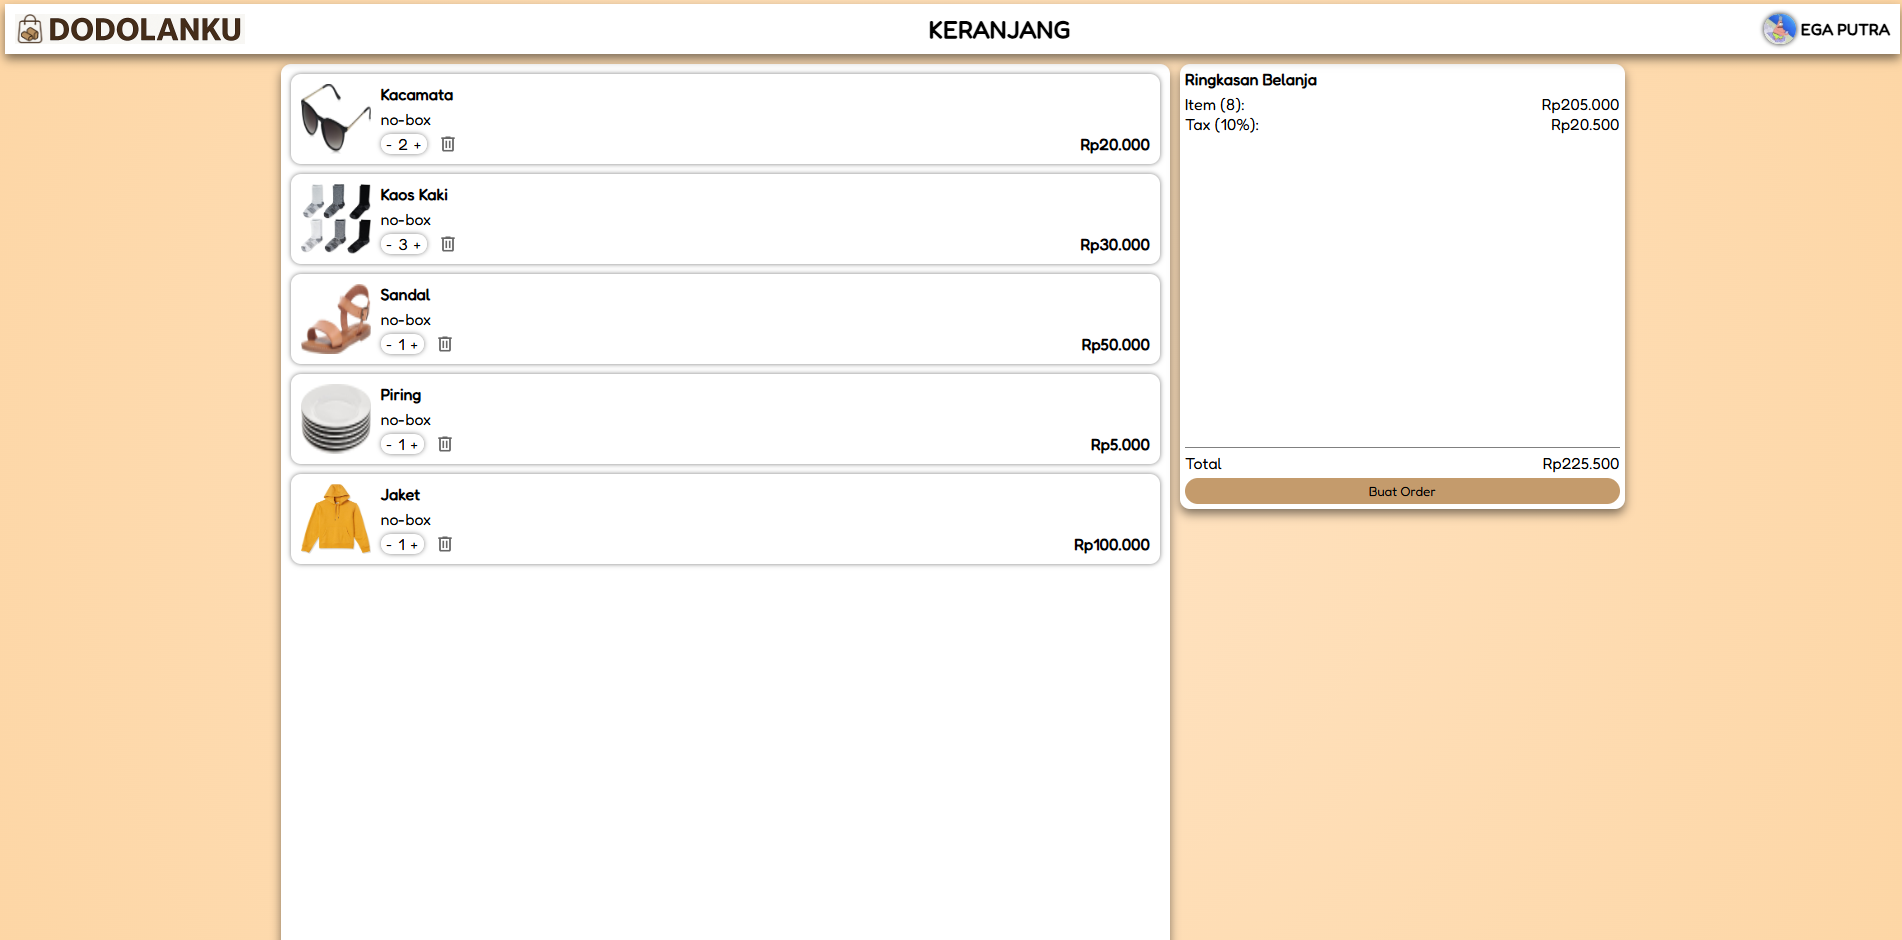 DODOLANKU
KERANJANG
EGA PUTRA
Kacamata
no-box
- 2 +
Rp20.000
Kaos Kaki
no-box
- 3 +
Rp30.000
Sandal
no-box
- 1 +
Rp50.000
Piring
no-box
- 1 +
Rp5.000
Jaket
no-box
- 1 +
Rp100.000
Ringkasan Belanja
Item (8): Rp205.000
Tax (10%): Rp20.500
Total Rp225.500
Buat Order